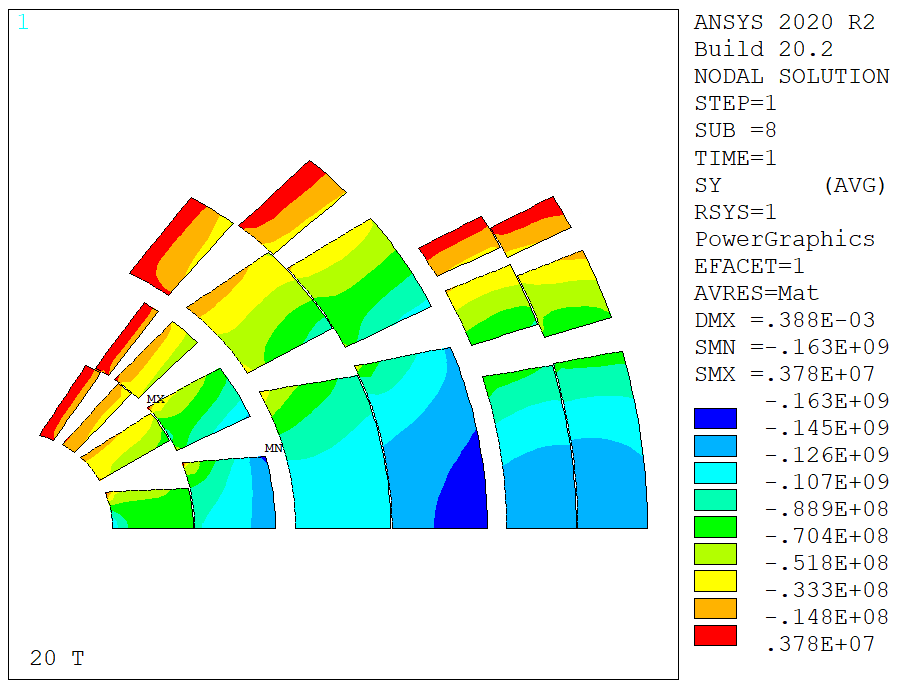 1
ANSYS 2020 R2
Build 20.2
NODAL SOLUTION
STEP=1
SUB =8
TIME=1
SY (AVG)
RSYS=1
PowerGraphics
EFACET=1
AVRES=Mat
DMX =.388E-03
SMN =-.163E+09
SMX =.378E+07
-.163E+09
-.145E+09
-.126E+09
-.107E+09
-.889E+08
-.704E+08
-.518E+08
-.333E+08
-.148E+08
.378E+07
MX
MN
20 T